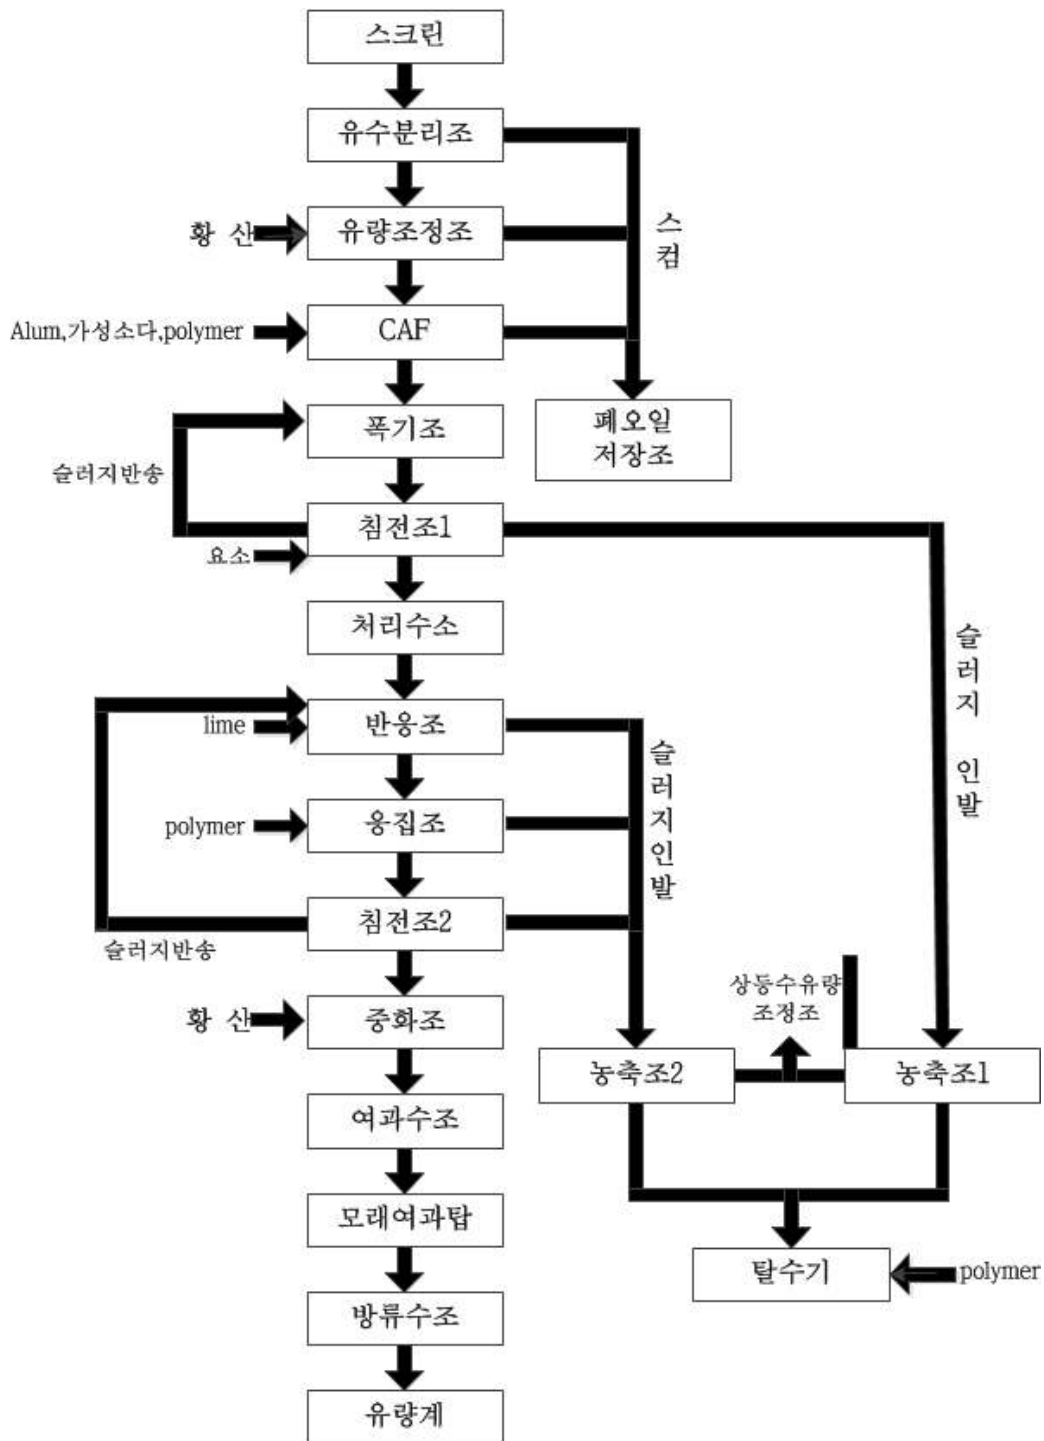 스크린
유수분리조
황 산
유량조정조
스컴
Alum,가성소다,polymer
CAF
폐오일
저장조
폭기조
슬러지반송
침전조1
요소
처리수소
슬러지 인발
lime
반응조
슬러지인발
polymer
응집조
침전조2
슬러지반송
상등수유량
조정조
황 산
중화조
농축조2
농축조1
여과수조
모래여과탑
탈수기
polymer
방류수조
유량계